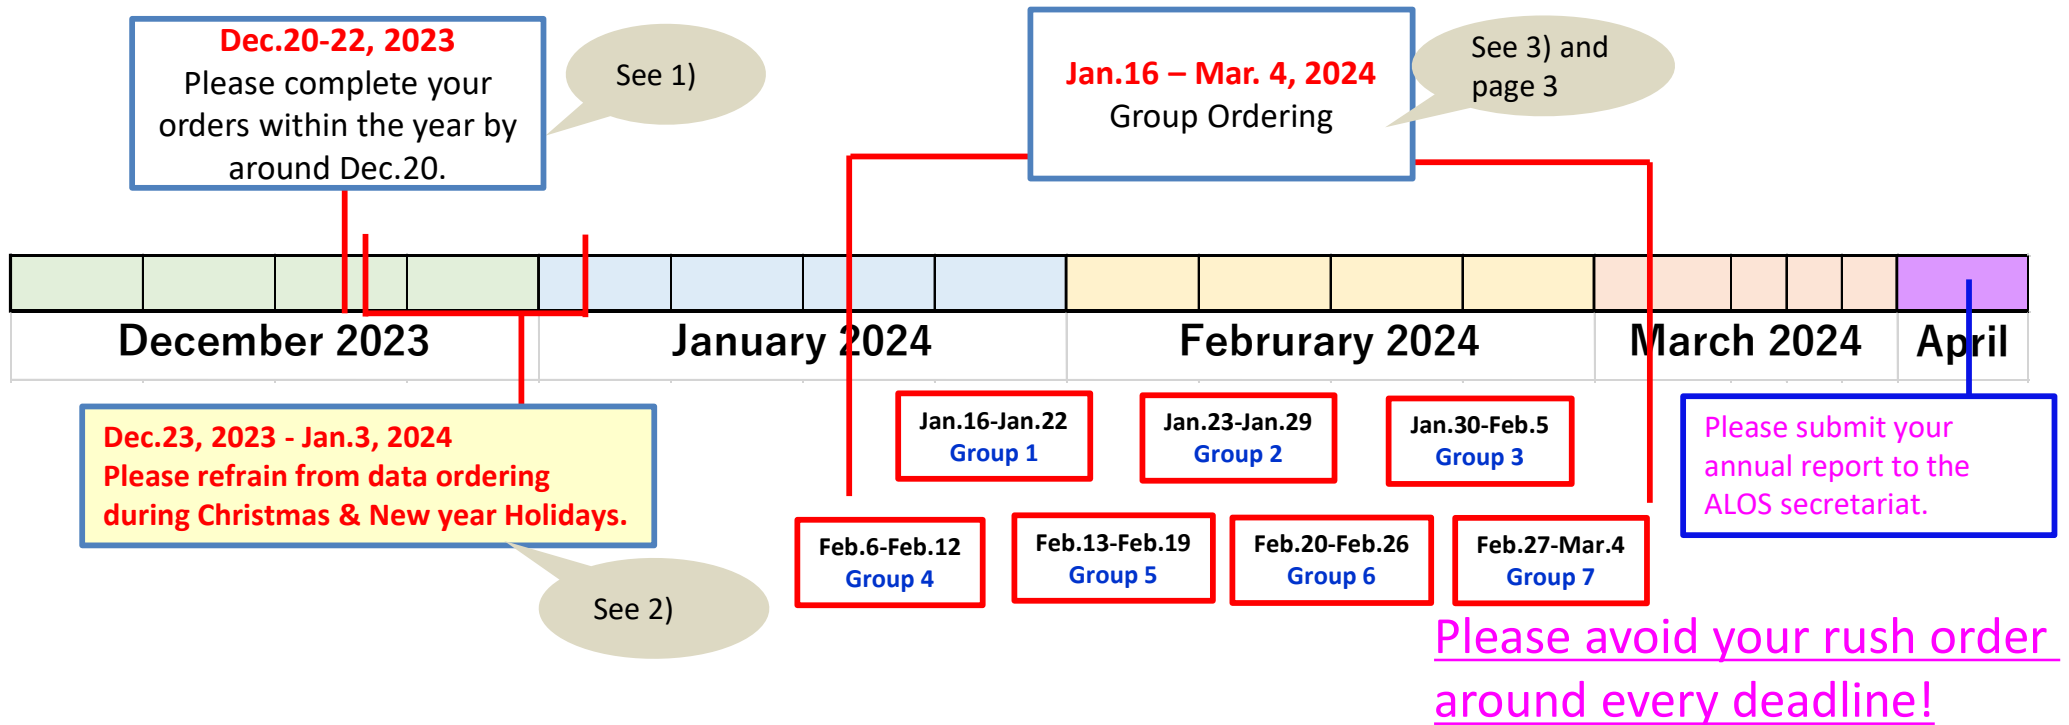 Dec.20-22, 2023
Please complete your
orders within the year by
around Dec.20.
See 1)
Jan.16 – Mar. 4, 2024
Group Ordering
See 3) and
page 3
December 2023
January 2024
Februrary 2024
March 2024
April
Dec.23, 2023 - Jan.3, 2024
Please refrain from data ordering
during Christmas & New year Holidays.
See 2)
Jan.16-Jan.22
Group 1
Jan.23-Jan.29
Group 2
Jan.30-Feb.5
Group 3
Feb.6-Feb.12
Group 4
Feb.13-Feb.19
Group 5
Feb.20-Feb.26
Group 6
Feb.27-Mar.4
Group 7
Please submit your
annual report to the
ALOS secretariat.
Please avoid your rush order
around every deadline!